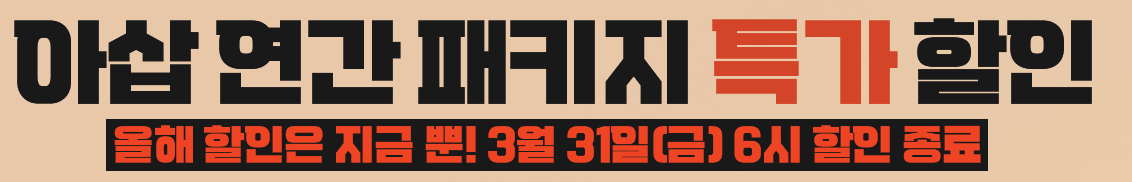 아삽 연간 패키지 특가 할인
올해 할인은 지금 뿐! 3월 31일(금) 6시 할인 종료